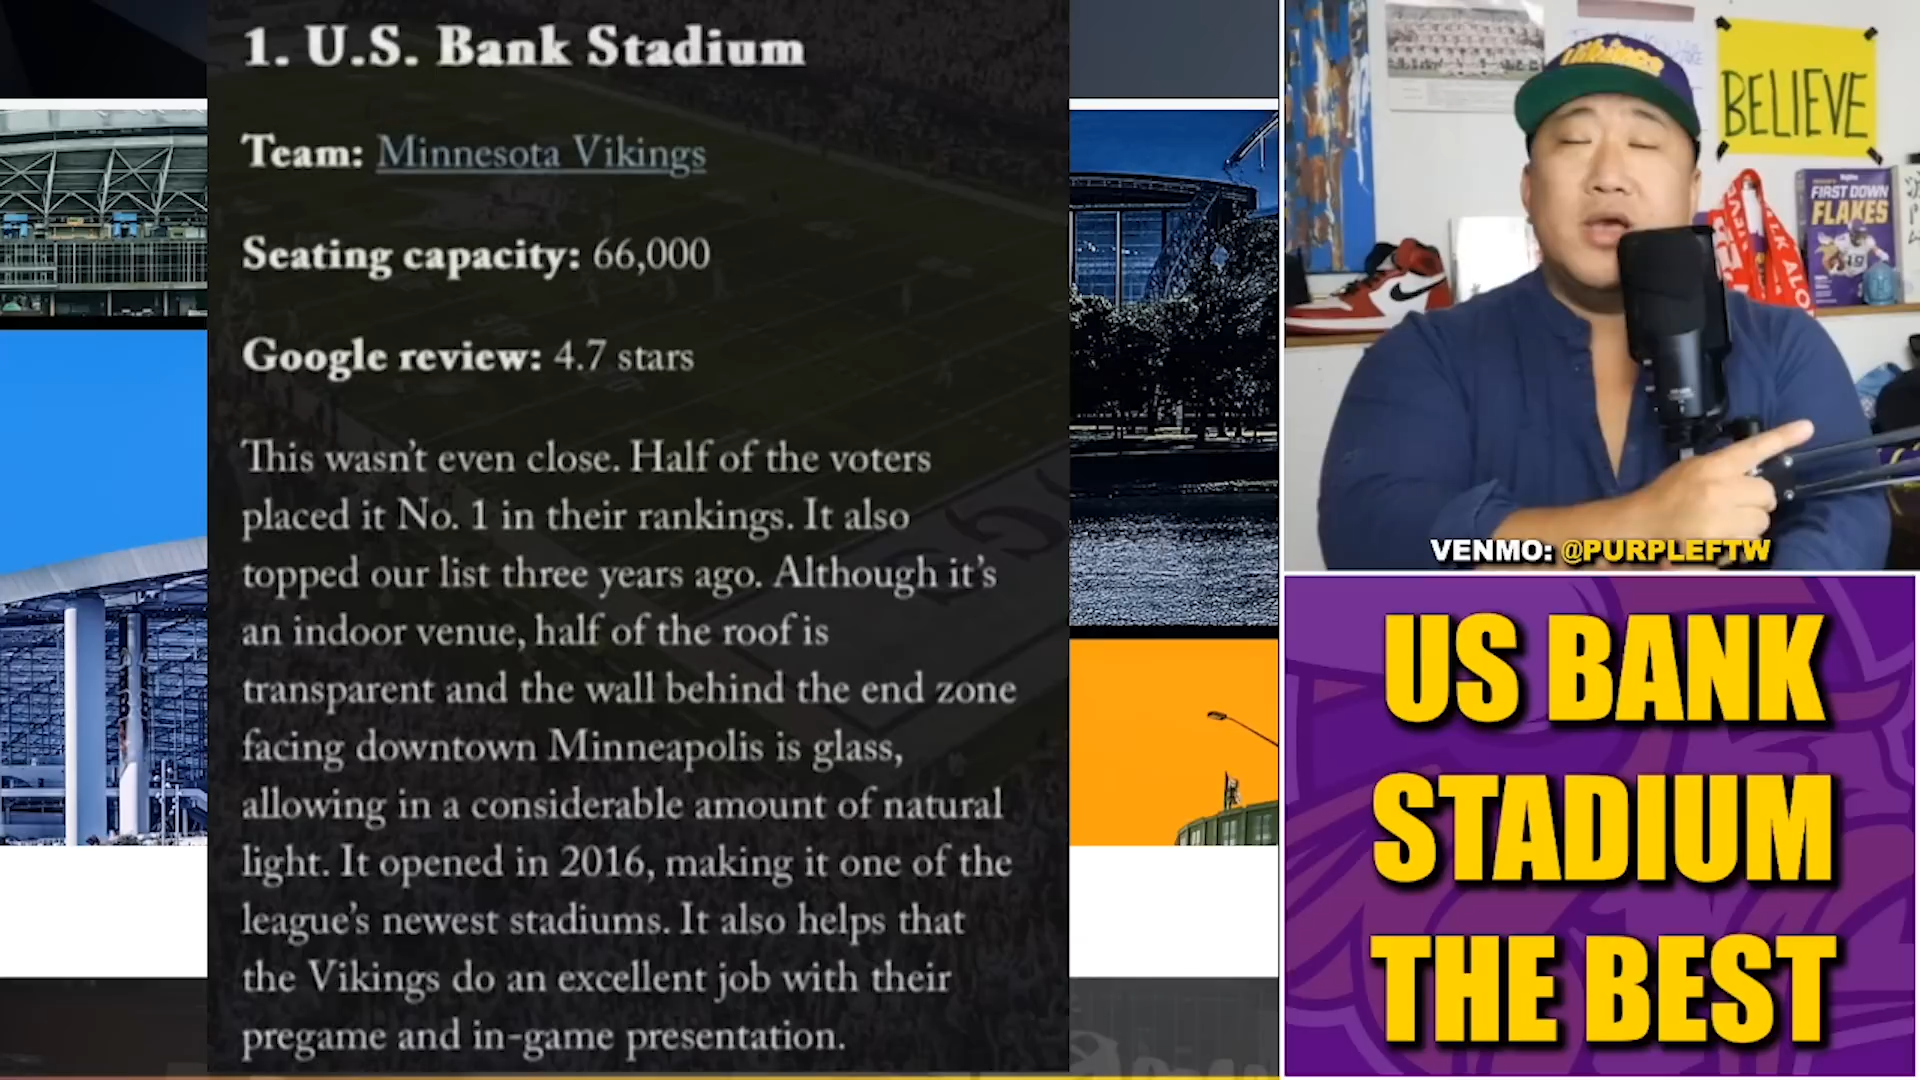 1. U.S. Bank Stadium
Team: Minnesota Vikings
Seating capacity: 66,000
Google review: 4.7 stars
This wasn't even close. Half of the voters
placed it No. 1 in their rankings. It also
topped our list three years ago. Although it's
an indoor venue, half of the roof is
transparent and the wall behind the end zone
facing downtown Minneapolis is glass,
allowing in a considerable amount of natural
light. It opened in 2016, making it one of the
league's newest stadiums. It also helps that
the Vikings do an excellent job with their
pregame and in-game presentation.
Vikings
BELIEVE
FIRST DOWN
FLAKES
VENMO: @PURPLEFTW
US BANK
STADIUM
THE BEST